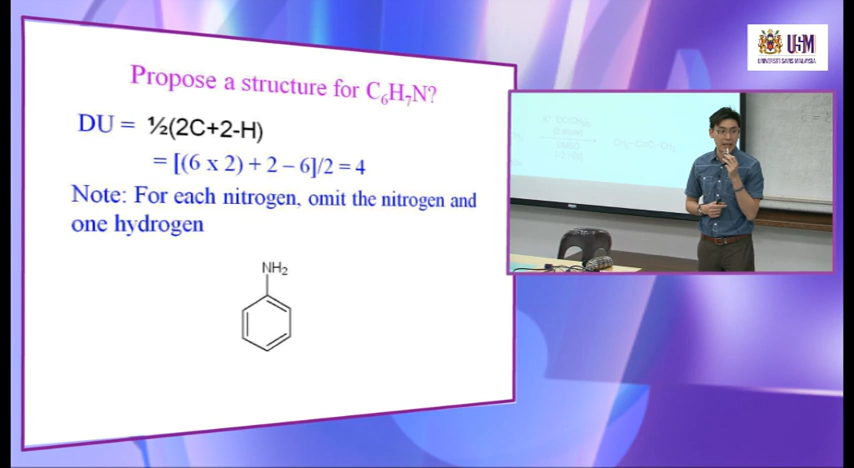 Propose a structure for C₆H₇N?
DU = ½(2C+2-H)
= [(6 x 2) + 2 – 6]/2 = 4
Note: For each nitrogen, omit the nitrogen and
one hydrogen
NH₂
USM
UNIVERSITI SAINS MALAYSIA